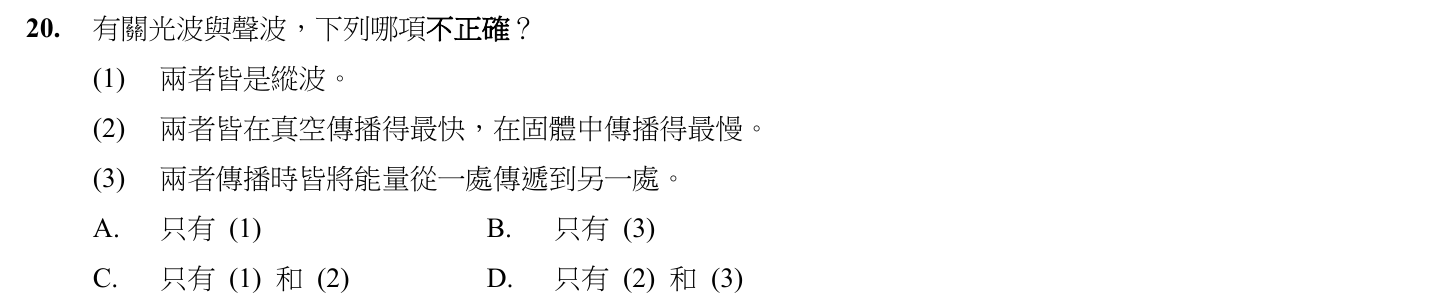 20. 有關光波與聲波，下列哪項不正確？
(1) 兩者皆是縱波。
(2) 兩者皆在真空傳播得最快，在固體中傳播得最慢。
(3) 兩者傳播時皆將能量從一處傳遞到另一處。
A. 只有 (1) B. 只有 (3)
C. 只有 (1) 和 (2) D. 只有 (2) 和 (3)